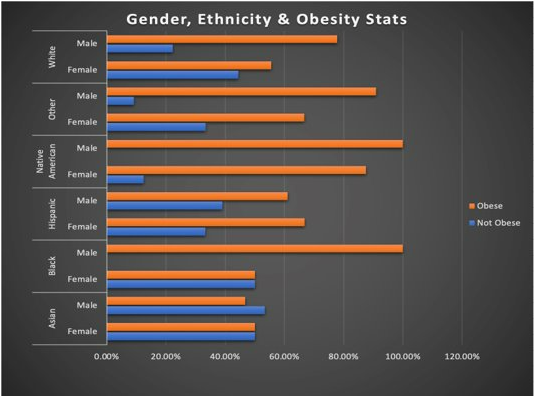 Gender, Ethnicity & Obesity Stats
White
Male
Female
Other
Male
Female
Native
American
Male
Female
Hispanic
Male
Female
Black
Male
Female
Asian
Male
Female
Obese
Not Obese
0.00% 20.00% 40.00% 60.00% 80.00% 100.00% 120.00%